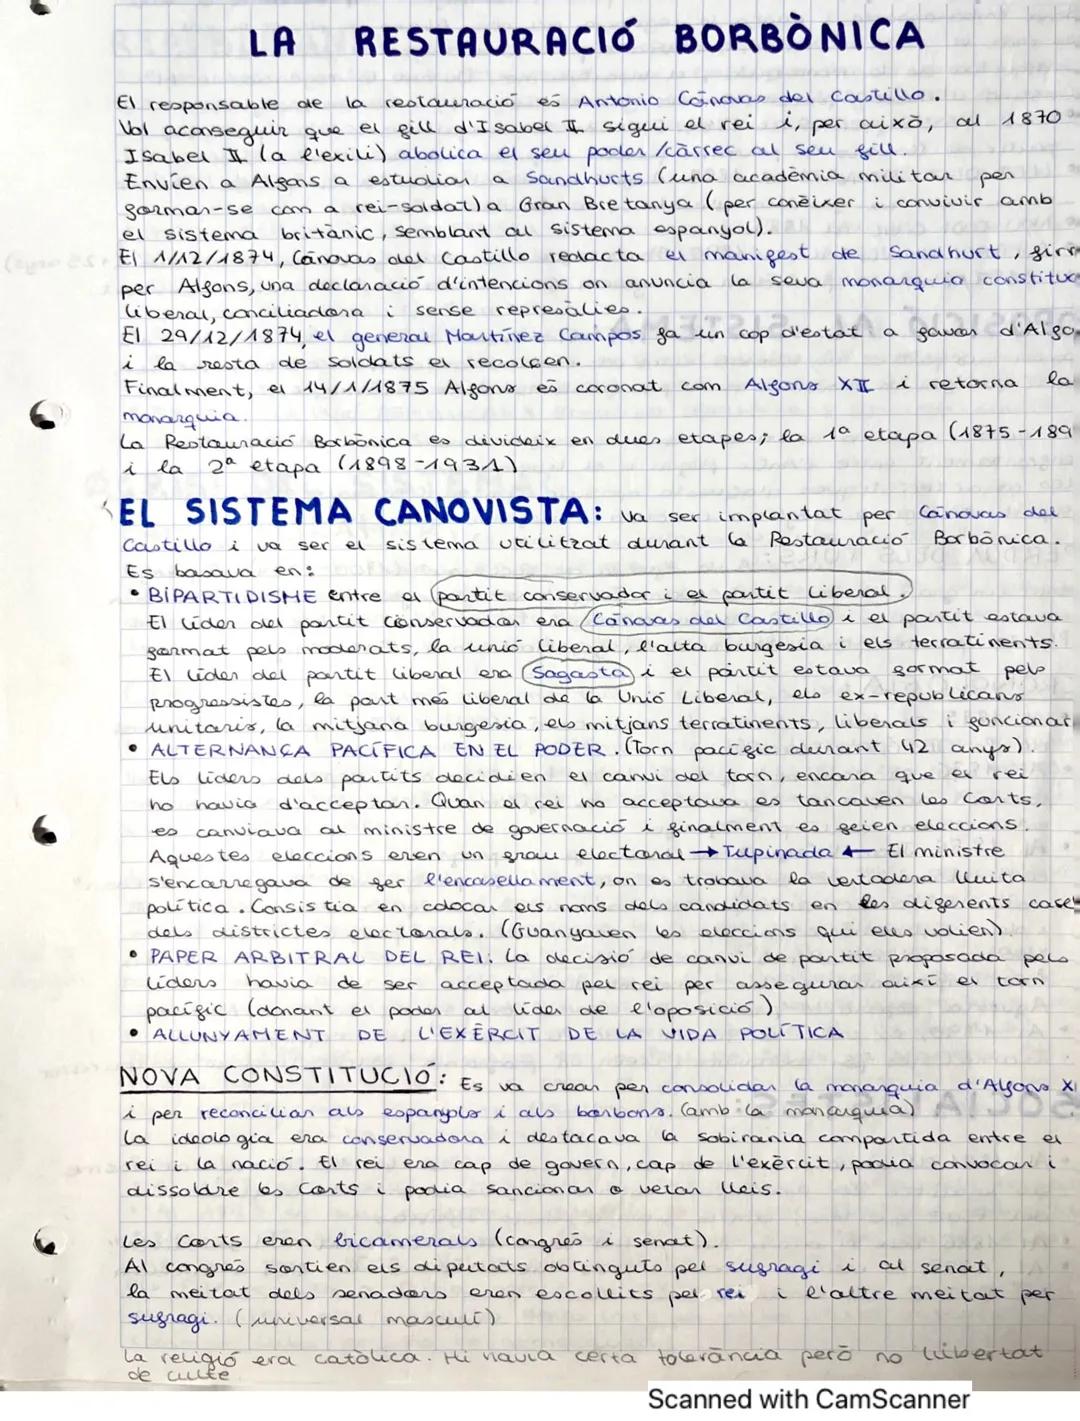 LA RESTAURACIÓ BORBÒNICA
El responsable de la restauració és Antonio Cánovas del Castillo.
Vol aconseguir que el fill d'Isabel II sigui el rei i, per això, al 1870
Isabel II (a l'exili) abolica el seu poder/càrrec al seu fill.
Envien a Alfons a estudiar a Sandhurts (una acadèmia militar per
formar-se com a rei-soldat) a Gran Bretanya (per conèixer i convivir amb
el sistema britànic, semblant al sistema espanyol).
El 1/12/1874, Cánovas del Castillo redacta el manifest de Sandhurt, firm
per Alfons, una declaració d'intencions on anuncia la seva monarquia constituc
liberal, conciliadora i sense represàlies.
El 29/12/1874, el general Martínez Campos fa un cop d'estat a favor d'Alfo
i la resta de soldats el recolçen.
Finalment, el 14/1/1875 Alfons és coronat com Alfons XII i retorna la
monarquia.
La Restauració Borbònica es divideix en dues etapes; la 1ª etapa (1875-189
i la 2ª etapa (1898-1931)
EL SISTEMA CANOVISTA: va ser implantat per Cánovas del
Castillo i va ser el sistema utilitzat durant la Restauració Borbònica.
Es basava en:
• BIPARTIDISME entre el partit conservador i el partit liberal.
El líder del partit conservador era Cánovas del Castillo i el partit estava
format pels moderats, la unió liberal, l'alta burgesia i els terratinents.
El líder del partit liberal era Sagasta i el partit estava format pels
progressistes, la part més liberal de la Unió Liberal, els ex-republicans
unitaris, la mitjana burgesia, els mitjans terratinents, liberals i funcionar
• ALTERNANÇA PACÍFICA EN EL PODER. (Torn pacífic durant 42 anys).
Els líders dels partits decidien el canvi del torn, encara que el rei
ho havia d'acceptar. Quan el rei ho acceptava es tancaven les Corts,
es canviava al ministre de governació i finalment es feien eleccions.
Aquestes eleccions eren un frau electoral → Tupinada ← El ministre
s'encarregava de fer l'encasellament, on es trobava la vertadera lluita
política. Consistia en colocar els noms dels candidats en les diferents case
dels districtes electorals. (Guanyaven les eleccions qui ells volien)
• PAPER ARBITRAL DEL REI: La decisió de canvi de partit proposada pels
líders havia de ser acceptada pel rei per assegurar així el torn
pacífic (donant el poder al líder de l'oposició)
• ALLUNYAMENT DE L'EXÈRCIT DE LA VIDA POLÍTICA
NOVA CONSTITUCIÓ: Es va crear per consolidar la monarquia d'Alfons XI
i per reconciliar als espanyols i als borbons. (amb la monarquia)
La ideologia era conservadora i destacava la sobirania compartida entre el
rei i la nació. El rei era cap de govern, cap de l'exèrcit, podia convocar i
dissoldre les Corts i podia sancionar o vetar lleis.
Les Corts eren bicamerals (congrés i senat).
Al congrés sortien els diputats obtinguts pel sufragi i al senat,
la meitat dels senadors eren escollits pel rei i l'altre meitat per
sufragi. (universal masculí)
La religió era catòlica. Hi havia certa tolerància però no llibertat
de culte
Scanned with CamScanner